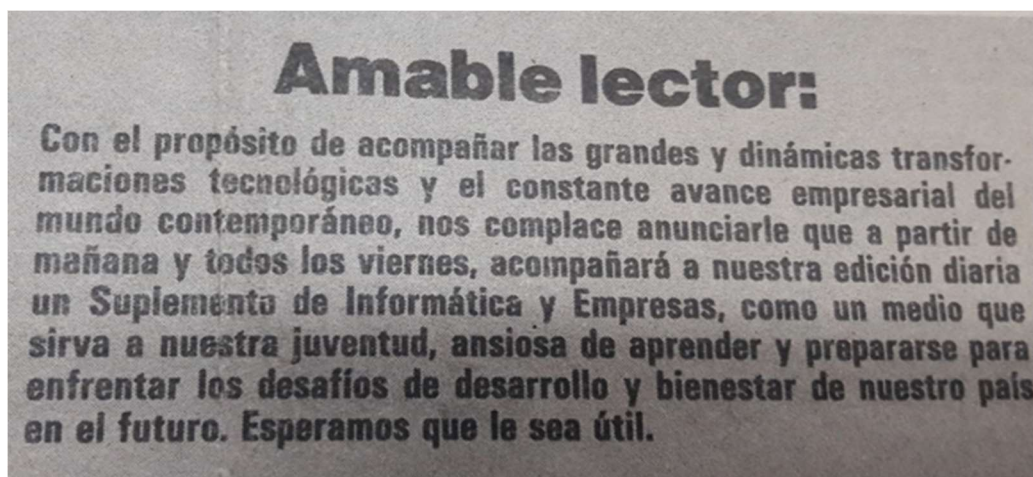 Amable lector:
Con el propósito de acompañar las grandes y dinámicas transfor-
maciones tecnológicas y el constante avance empresarial del
mundo contemporáneo, nos complace anunciarle que a partir de
mañana y todos los viernes, acompañará a nuestra edición diaria
un Suplemento de Informática y Empresas, como un medio que
sirva a nuestra juventud, ansiosa de aprender y prepararse para
enfrentar los desafíos de desarrollo y bienestar de nuestro país
en el futuro. Esperamos que le sea útil.